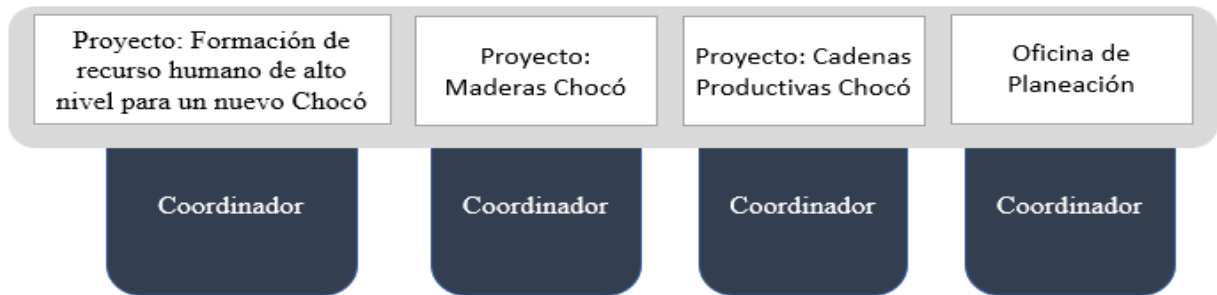 Proyecto: Formación de
recurso humano de alto
nivel para un nuevo Chocó
Proyecto:
Maderas Chocó
Proyecto: Cadenas
Productivas Chocó
Oficina de
Planeación
Coordinador
Coordinador
Coordinador
Coordinador